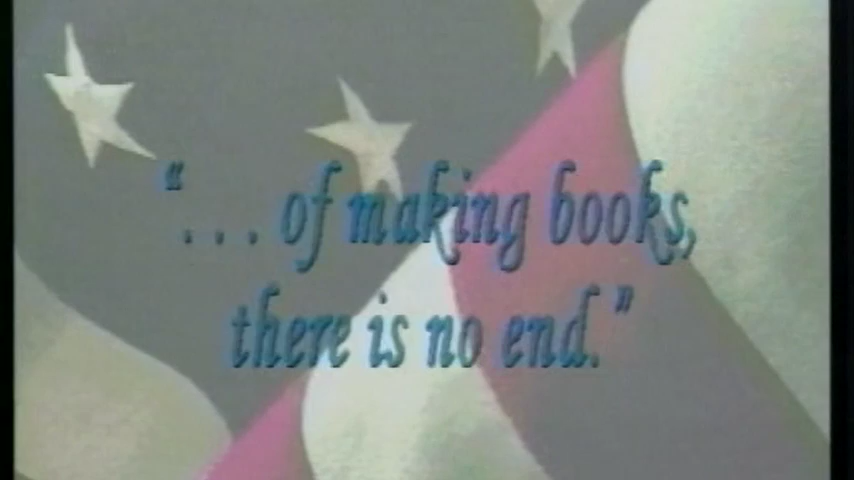 “... of making books,
there is no end.”